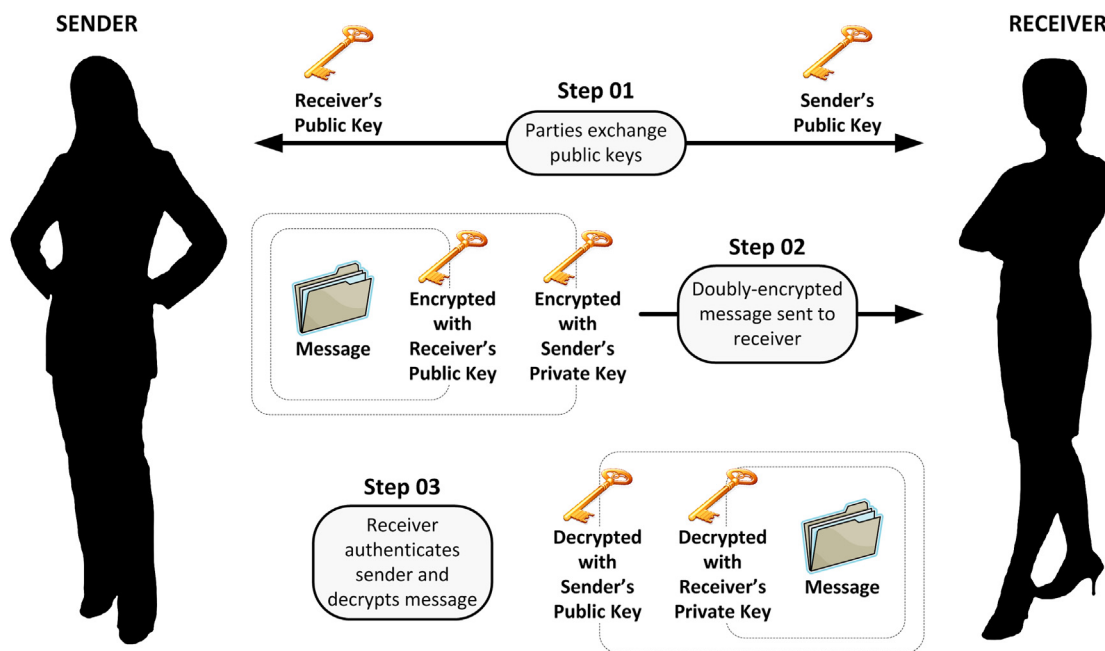 SENDER
RECEIVER
Receiver's
Public Key
Step 01
Parties exchange
public keys
Sender's
Public Key
Message
Encrypted
with
Receiver's
Public Key
Encrypted
with
Sender's
Private Key
Step 02
Doubly-encrypted
message sent to
receiver
Step 03
Receiver
authenticates
sender and
decrypts message
Decrypted
with
Sender's
Public Key
Decrypted
with
Receiver's
Private Key
Message